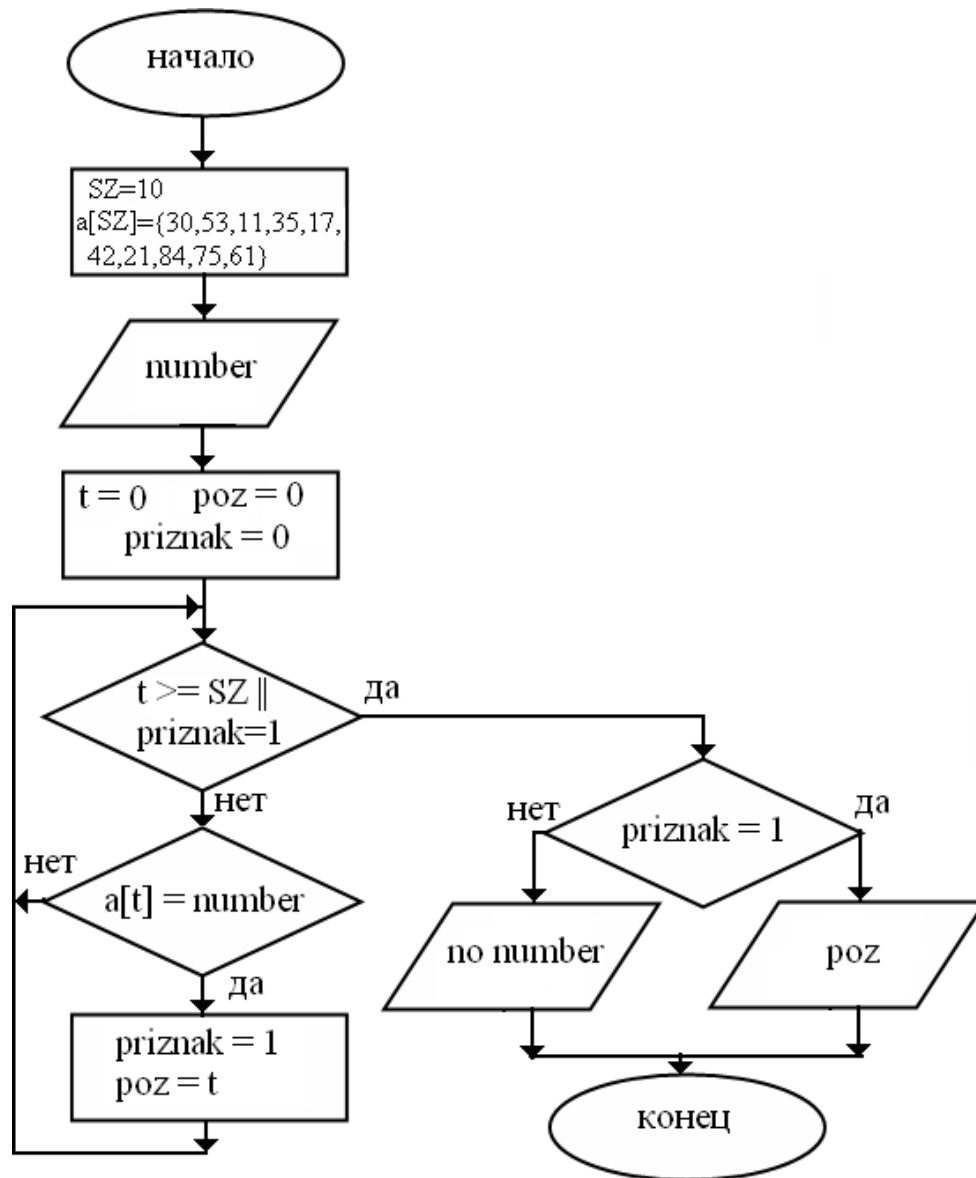 начало
SZ=10
a[SZ]={30,53,11,35,17,
42,21,84,75,61}
number
t = 0 poz = 0
priznak = 0
t >= SZ ||
priznak=1
да
нет
a[t] = number
нет
да
priznak = 1
poz = t
priznak = 1
нет
да
no number
poz
конец